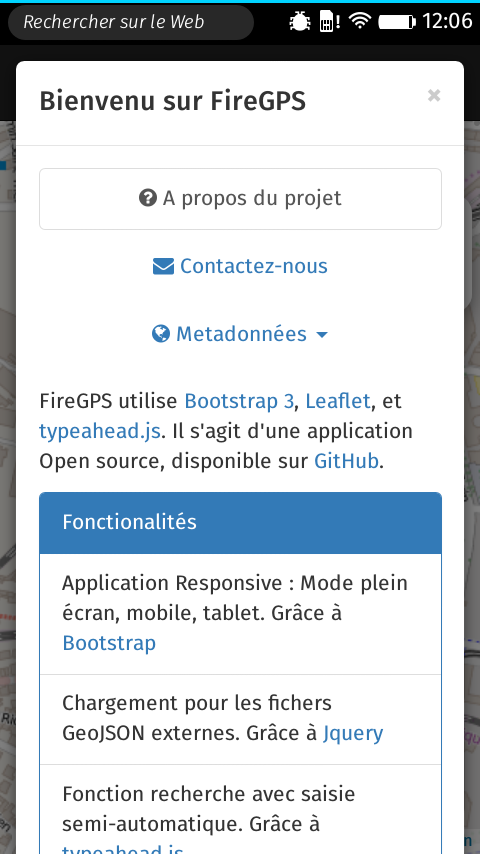 Rechercher sur le Web
12:06
Bienvenu sur FireGPS
×
A propos du projet
Contactez-nous
Metadonnées
FireGPS utilise Bootstrap 3, Leaflet, et
typeahead.js. Il s'agit d'une application
Open source, disponible sur GitHub.
Fonctionalités
Application Responsive : Mode plein
écran, mobile, tablet. Grâce à
Bootstrap
Chargement pour les fichers
GeoJSON externes. Grâce à Jquery
Fonction recherche avec saisie
semi-automatique. Grâce à
typeahead.js